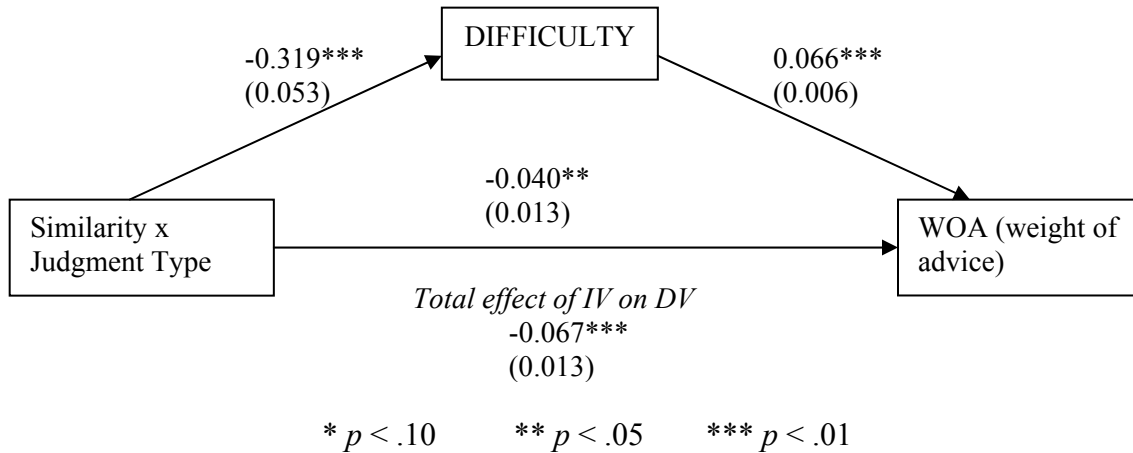 DIFFICULTY
-0.319***
(0.053)
0.066***
(0.006)
-0.040**
(0.013)
Similarity x
Judgment Type
WOA (weight of
advice)
Total effect of IV on DV
-0.067***
(0.013)
* p < .10 ** p < .05 *** p < .01